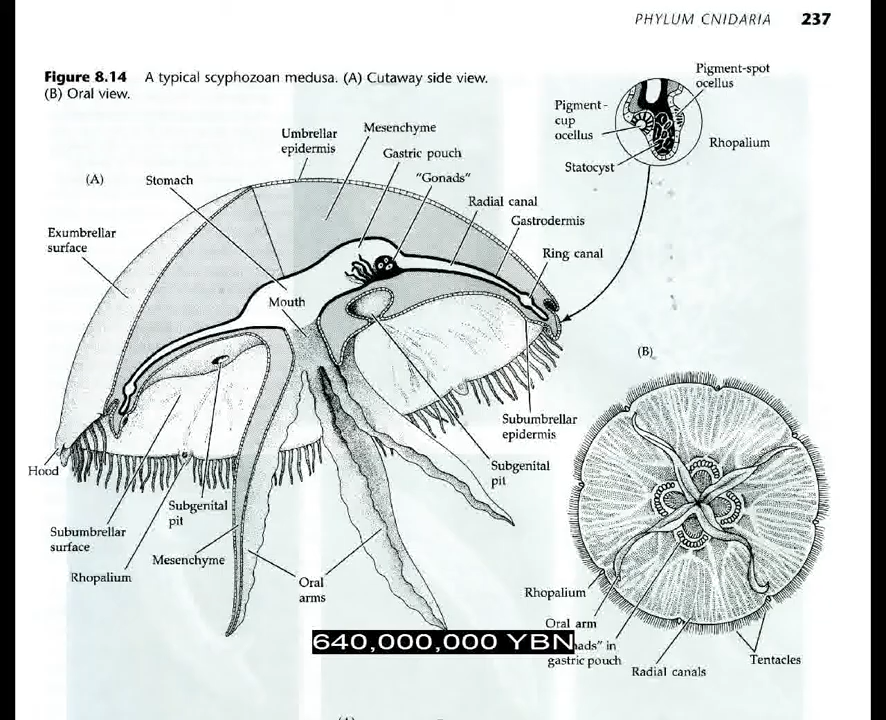 PHYLUM CNIDARIA 237
Figure 8.14 A typical scyphozoan medusa. (A) Cutaway side view.
(B) Oral view.
Pigment-spot
ocellus
Pigment-
cup
ocellus
Rhopalium
Statocyst
(A)
Umbrellar
epidermis
Mesenchyme
Gastric pouch
"Gonads"
Stomach
Radial canal
Gastrodermis
Exumbrellar
surface
Ring canal
Mouth
(B)
Subumbrellar
epidermis
Hood
Subgenital
pit
Subgenital
pit
Subumbrellar
surface
Mesenchyme
Rhopalium
Oral
arms
Rhopalium
Oral arm
640,000,000 YBN
in
gastric pouch
Radial canals
Tentacles